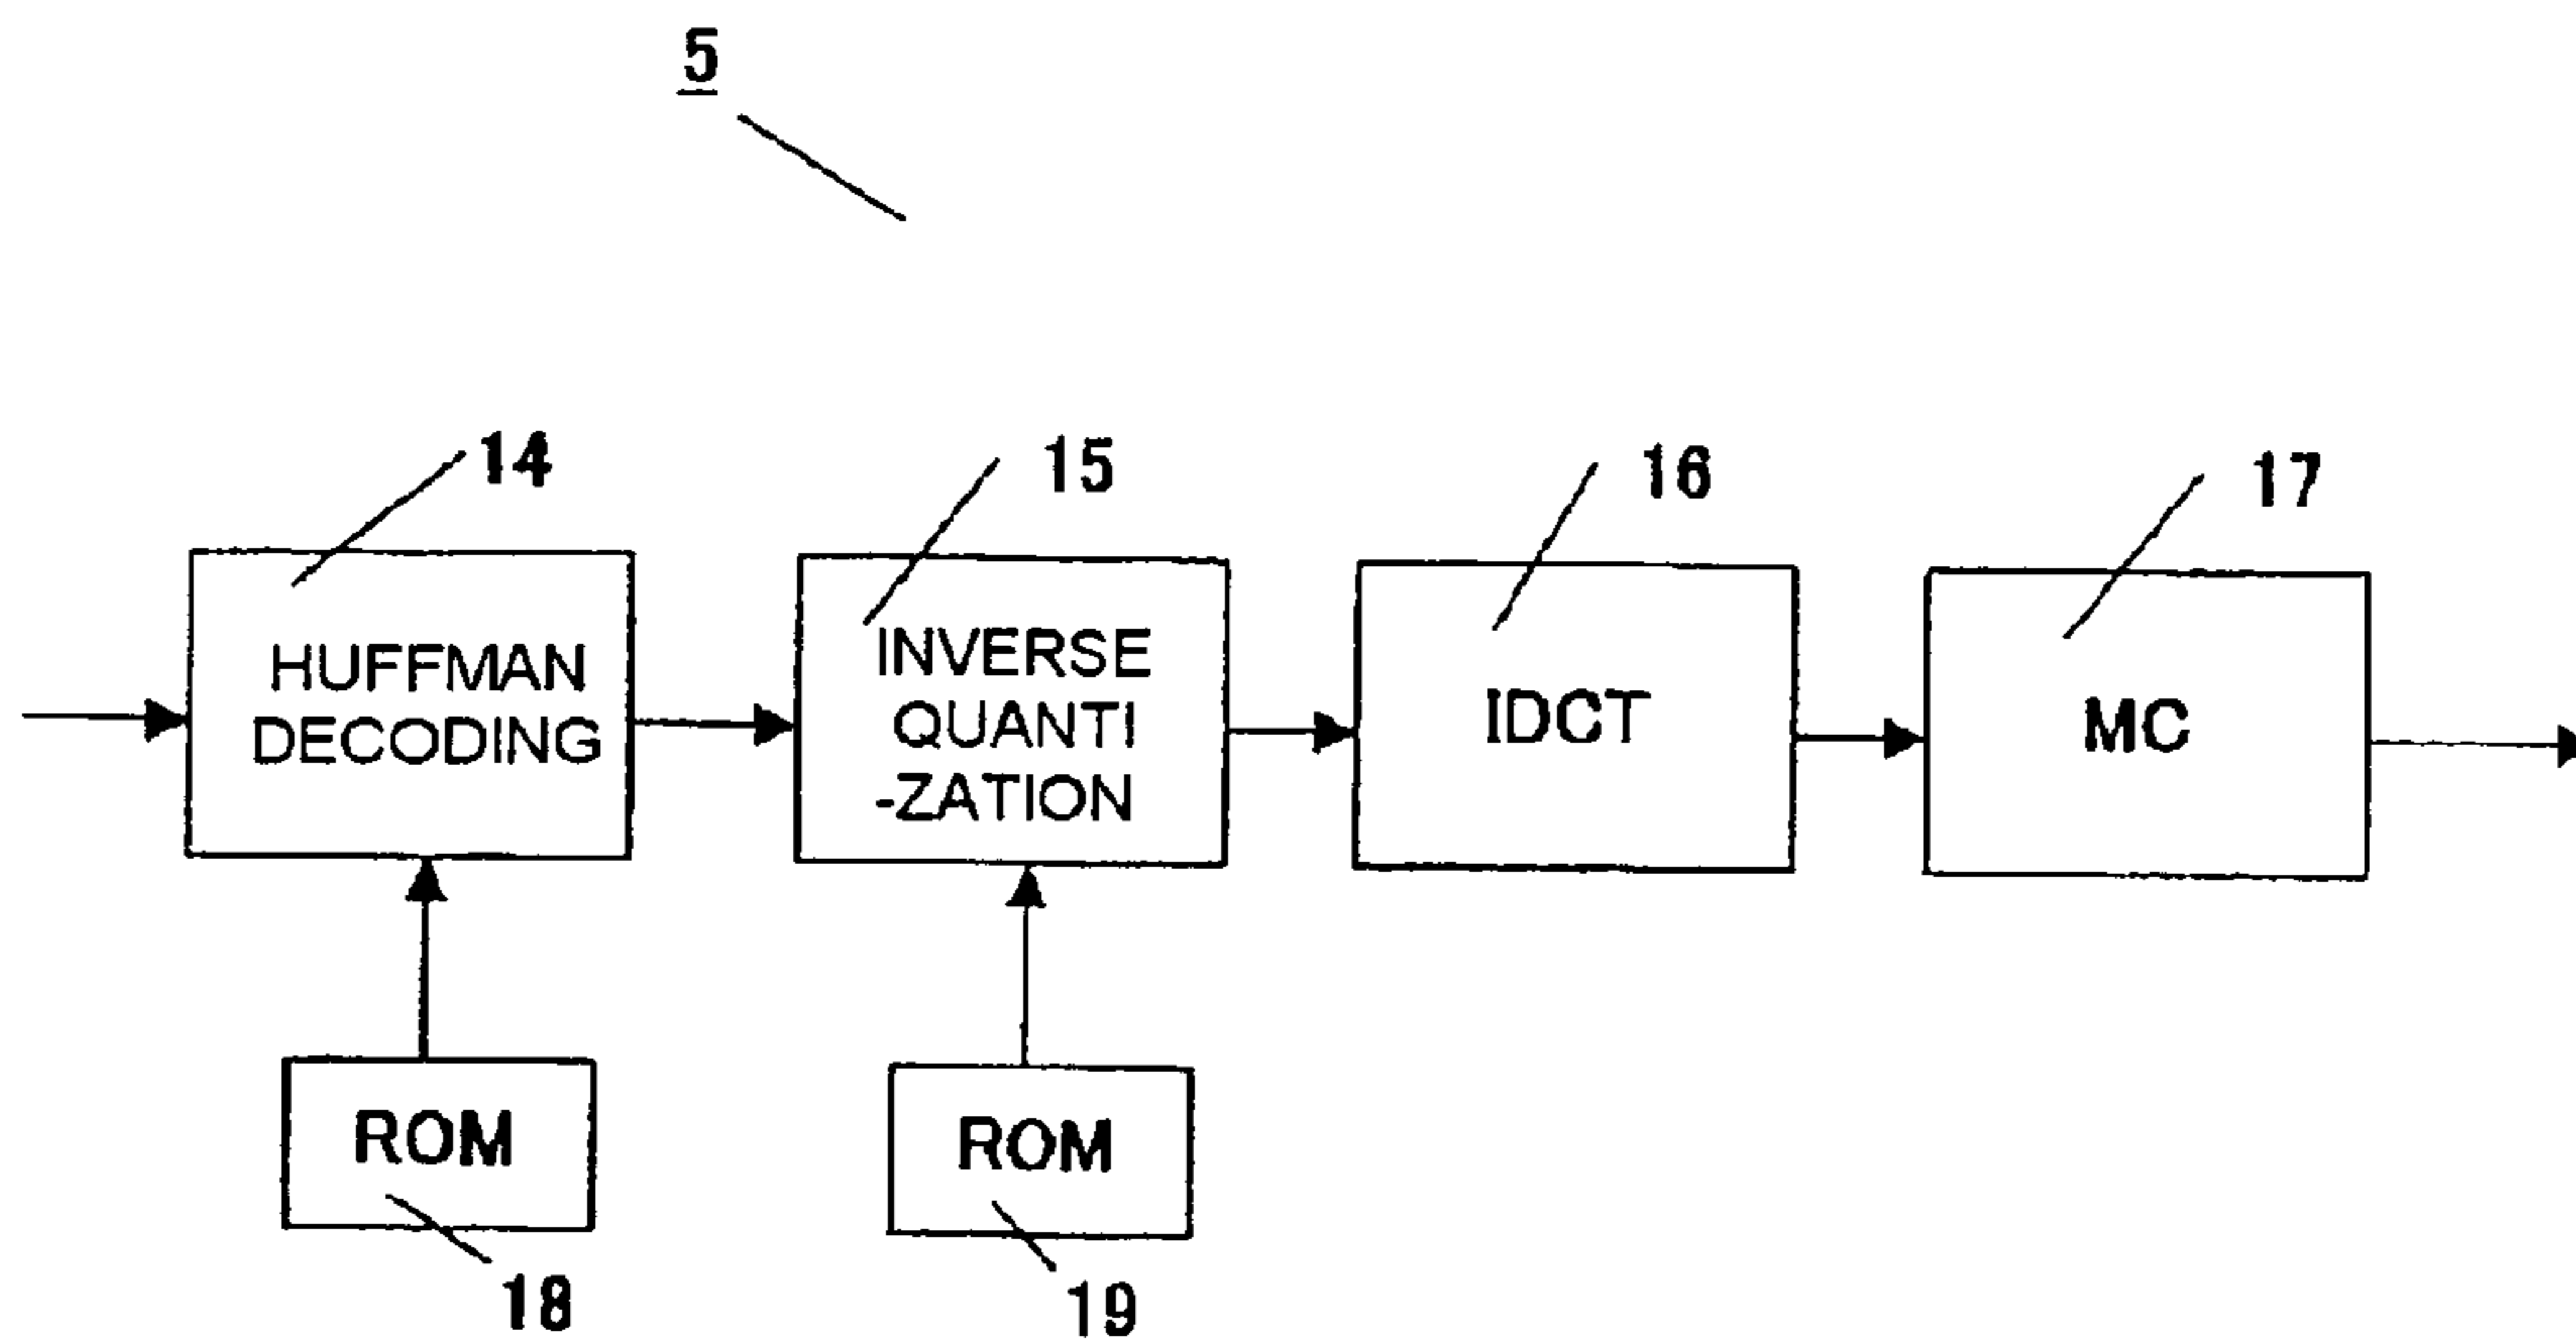 5
14
15
16
17
HUFFMAN
DECODING
INVERSE
QUANTI
-ZATION
IDCT
MC
ROM
ROM
18
19